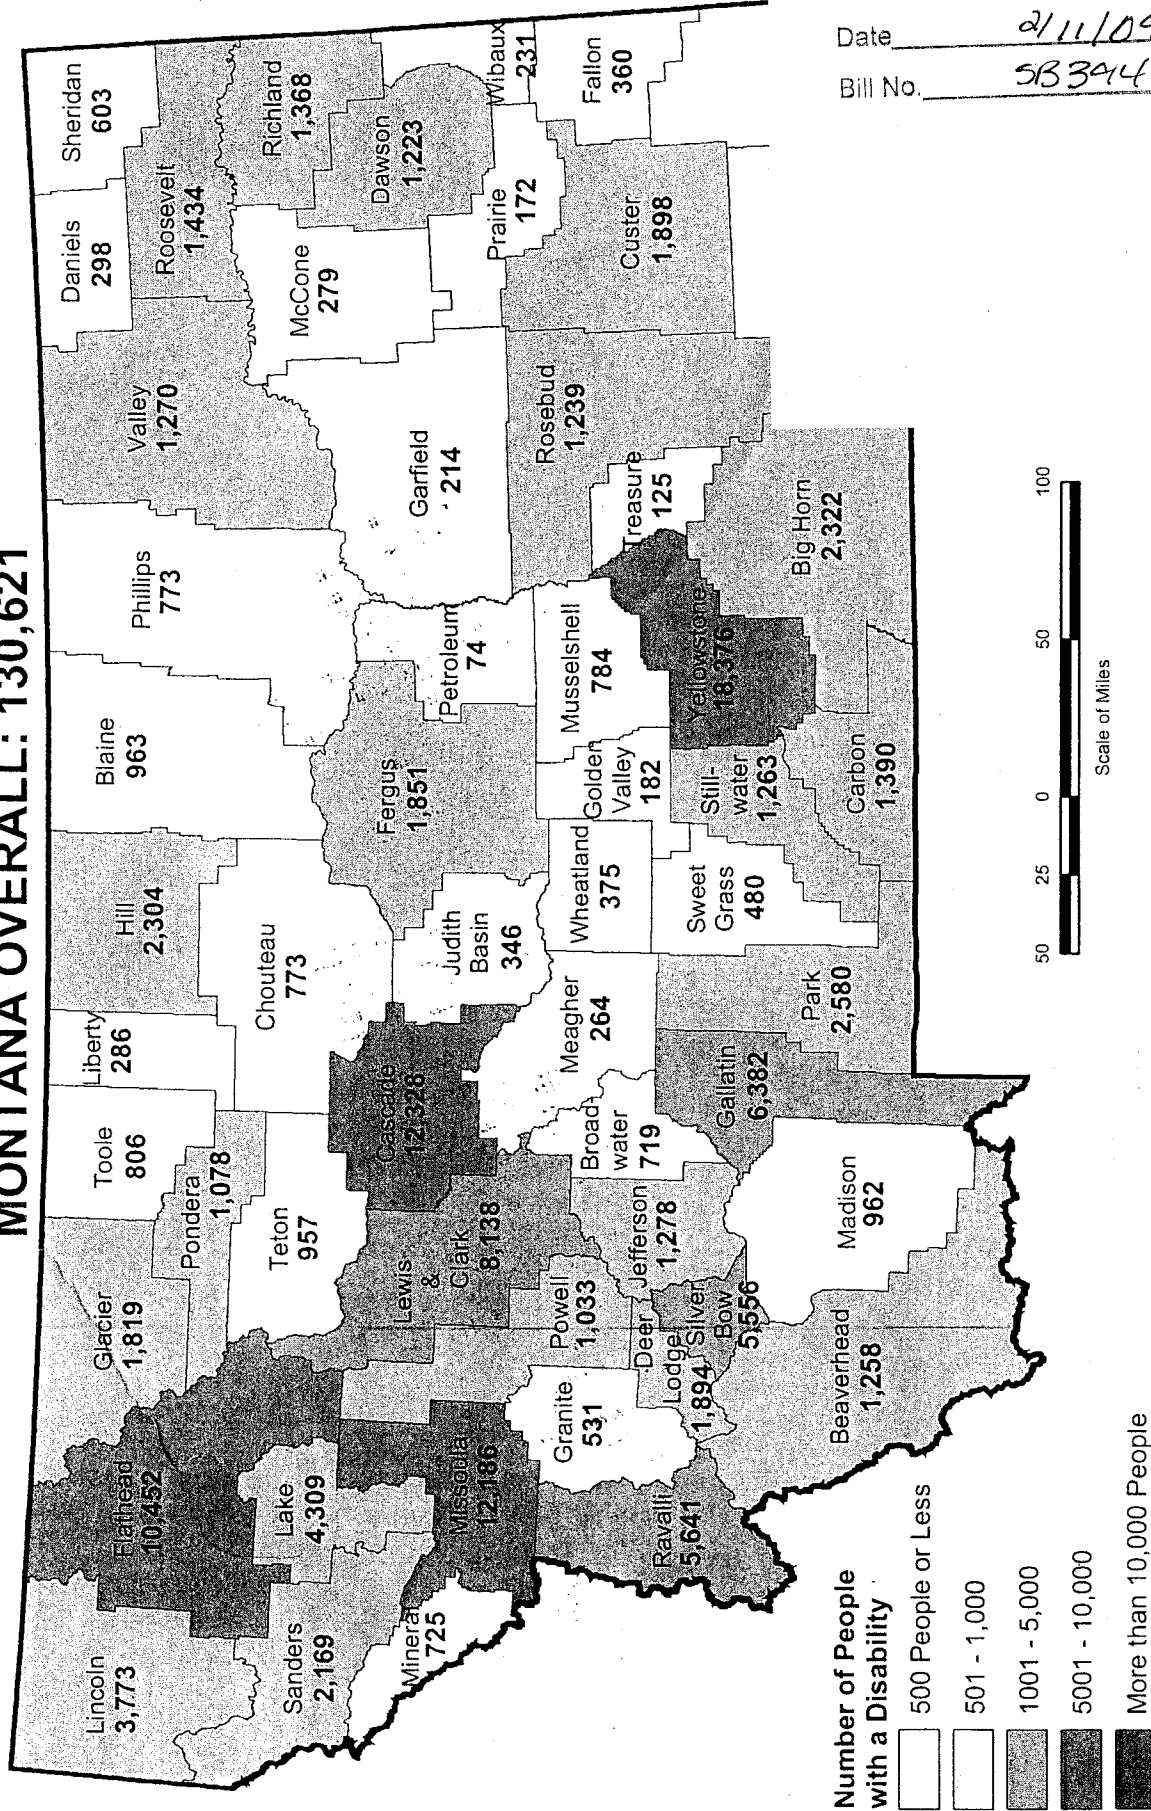 MONTANA OVERALL: 130,621
Date 2/11/09
Bill No. SB344
Lincoln
3,773
Flathead
10,452
Glacier
1,819
Toole
806
Liberty
286
Hill
2,304
Blaine
963
Phillips
773
Valley
1,270
Daniels
298
Sheridan
603
Roosevelt
1,434
Richland
1,368
Sanders
2,169
Lake
4,309
Pondera
1,078
Teton
957
Chouteau
773
McCone
279
Dawson
1,223
Wibaux
231
Mineral
725
Missoula
12,186
Lewis
&
Clark
8,138
Cascade
12,328
Judith
Basin
346
Fergus
1,851
Petroleum
74
Garfield
214
Prairie
172
Fallon
360
Powell
1,033
Granite
531
Ravalli
5,641
Deer
Lodge
1,894
Silver
Bow
5,556
Jefferson
1,278
Broad-
water
719
Meagher
264
Wheatland
375
Golden
Valley
182
Musselshell
784
Treasure
125
Rosebud
1,239
Custer
1,898
Beaverhead
1,258
Madison
962
Gallatin
6,382
Park
2,580
Sweet
Grass
480
Still-
water
1,263
Yellowstone
18,376
Carbon
1,390
Big Horn
2,322
Number of People
with a Disability
500 People or Less
501 - 1,000
1001 - 5,000
5001 - 10,000
More than 10,000 People
50 25 0 50 100
Scale of Miles